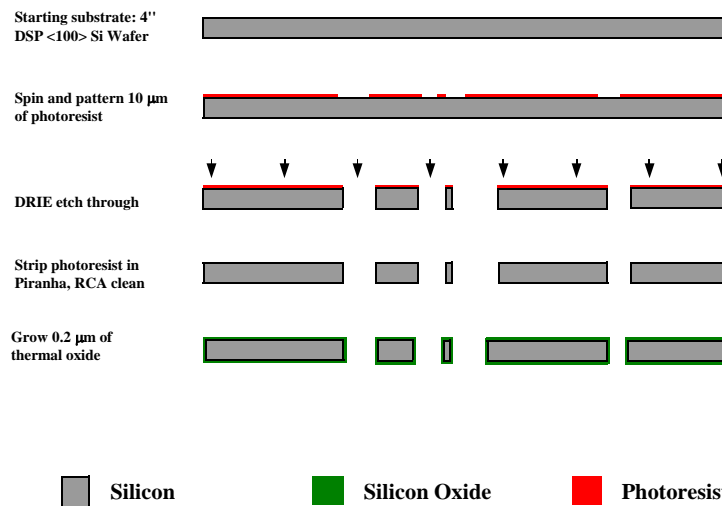 Starting substrate: 4"
DSP <100> Si Wafer
Spin and pattern 10 μm
of photoresist
DRIE etch through
Strip photoresist in
Piranha, RCA clean
Grow 0.2 μm of
thermal oxide
Silicon
Silicon Oxide
Photoresis